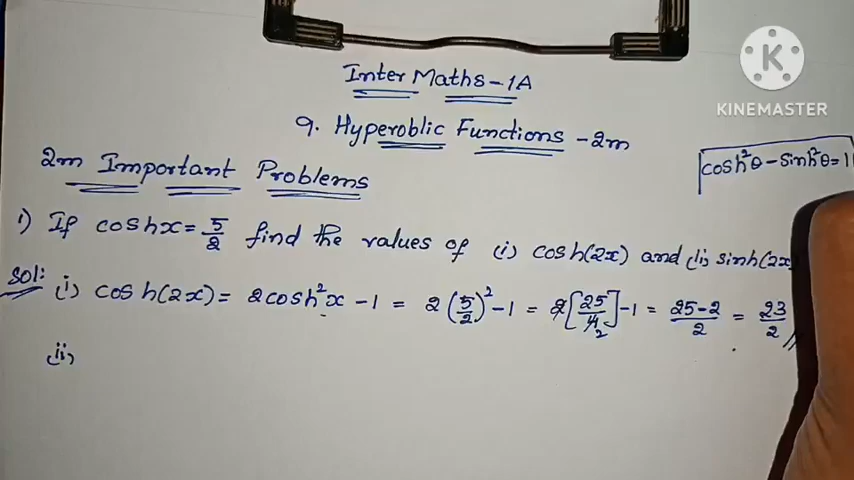 KINEMASTER
Inter Maths-1A
9. Hyperoblic Functions -2m
cosh²θ - sinh²θ = 1
2m Important Problems
1) If coshx = 5/2 find the values of (i) cosh(2x) and (ii) sinh(2x
Sol: (i) cosh(2x) = 2cosh²x - 1 = 2(5/2)² - 1 = 2[25/4 2] - 1 = 25-2/2 = 23/2 //
(ii)